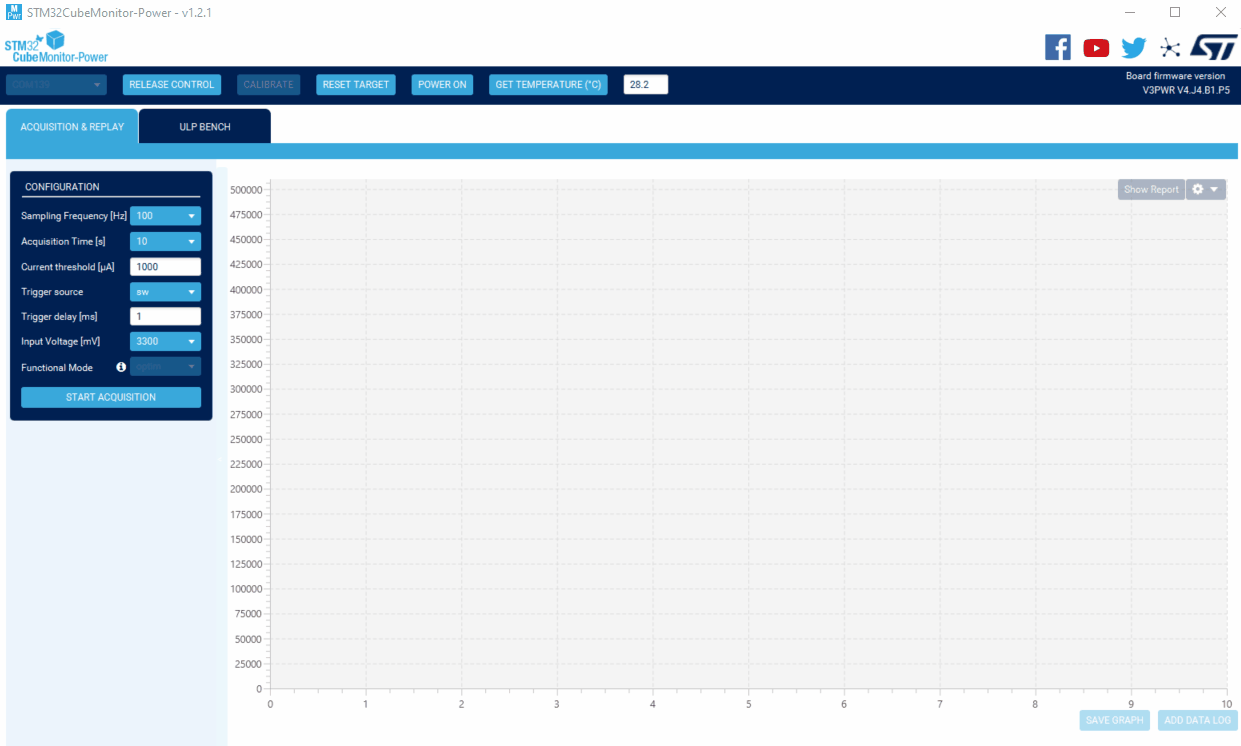 M
Pwr
STM32CubeMonitor-Power - v1.2.1
STM32
CubeMonitor-Power
COM139
RELEASE CONTROL
CALIBRATE
RESET TARGET
POWER ON
GET TEMPERATURE (°C)
28.2
Board firmware version
V3PWR V4.J4.B1.P5
ACQUISITION & REPLAY
ULP BENCH
CONFIGURATION
Sampling Frequency [Hz]
100
Acquisition Time [s]
10
Current threshold [µA]
1000
Trigger source
sw
Trigger delay [ms]
1
Input Voltage [mV]
3300
Functional Mode
START ACQUISITION
Show Report
500000
475000
450000
425000
400000
375000
350000
325000
300000
275000
250000
225000
200000
175000
150000
125000
100000
75000
50000
25000
0
0 1 2 3 4 5 6 7 8 9 10
SAVE GRAPH
ADD DATA LOG